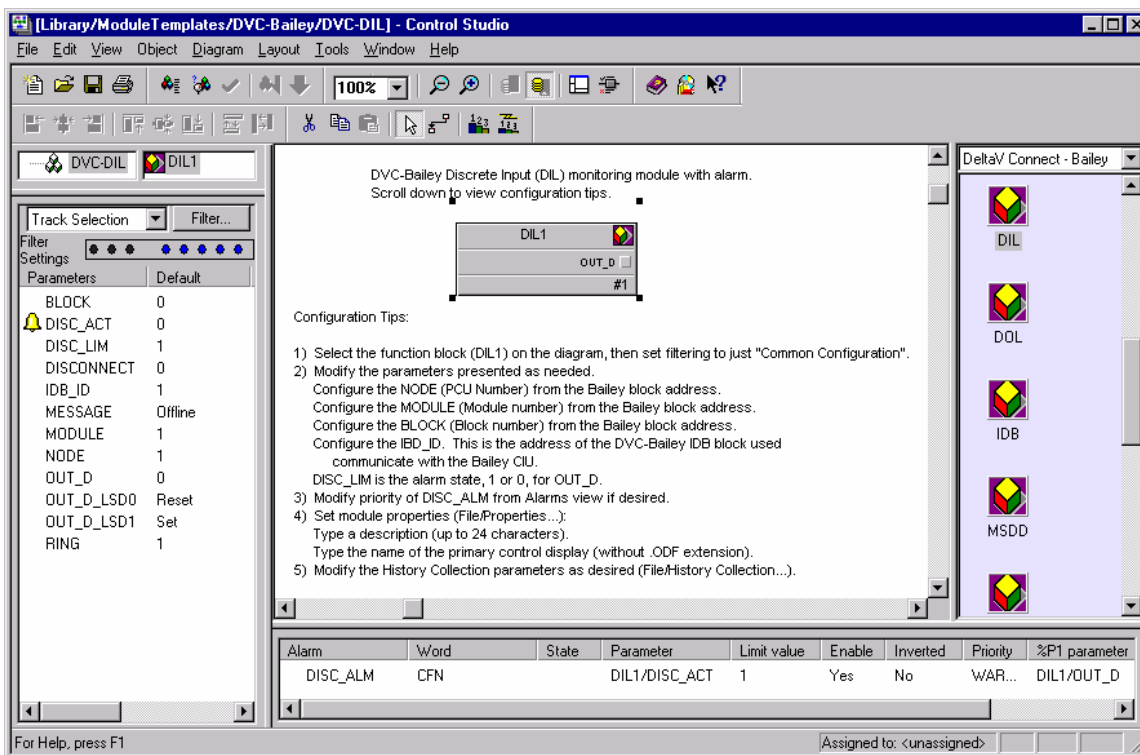 [Library/ModuleTemplates/DVC-Bailey/DVC-DIL] - Control Studio
File Edit View Object Diagram Layout Tools Window Help
100%
DVC-DIL
DIL1
Track Selection
Filter...
Filter
Settings
Parameters Default
BLOCK 0
DISC_ACT 0
DISC_LIM 1
DISCONNECT 0
IDB_ID 1
MESSAGE Offline
MODULE 1
NODE 1
OUT_D 0
OUT_D_LSD0 Reset
OUT_D_LSD1 Set
RING 1
DVC-Bailey Discrete Input (DIL) monitoring module with alarm.
Scroll down to view configuration tips.
DIL1
OUT_D
#1
Configuration Tips:
1) Select the function block (DIL1) on the diagram, then set filtering to just "Common Configuration".
2) Modify the parameters presented as needed.
Configure the NODE (PCU Number) from the Bailey block address.
Configure the MODULE (Module number) from the Bailey block address.
Configure the BLOCK (Block number) from the Bailey block address.
Configure the IBD_ID. This is the address of the DVC-Bailey IDB block used
communicate with the Bailey CIU.
DISC_LIM is the alarm state, 1 or 0, for OUT_D.
3) Modify priority of DISC_ALM from Alarms view if desired.
4) Set module properties (File/Properties...):
Type a description (up to 24 characters).
Type the name of the primary control display (without .ODF extension).
5) Modify the History Collection parameters as desired (File/History Collection...).
DeltaV Connect - Bailey
DIL
DOL
IDB
MSDD
Alarm Word State Parameter Limit value Enable Inverted Priority %P1 parameter
DISC_ALM CFN DIL1/DISC_ACT 1 Yes No WAR... DIL1/OUT_D
For Help, press F1
Assigned to: <unassigned>